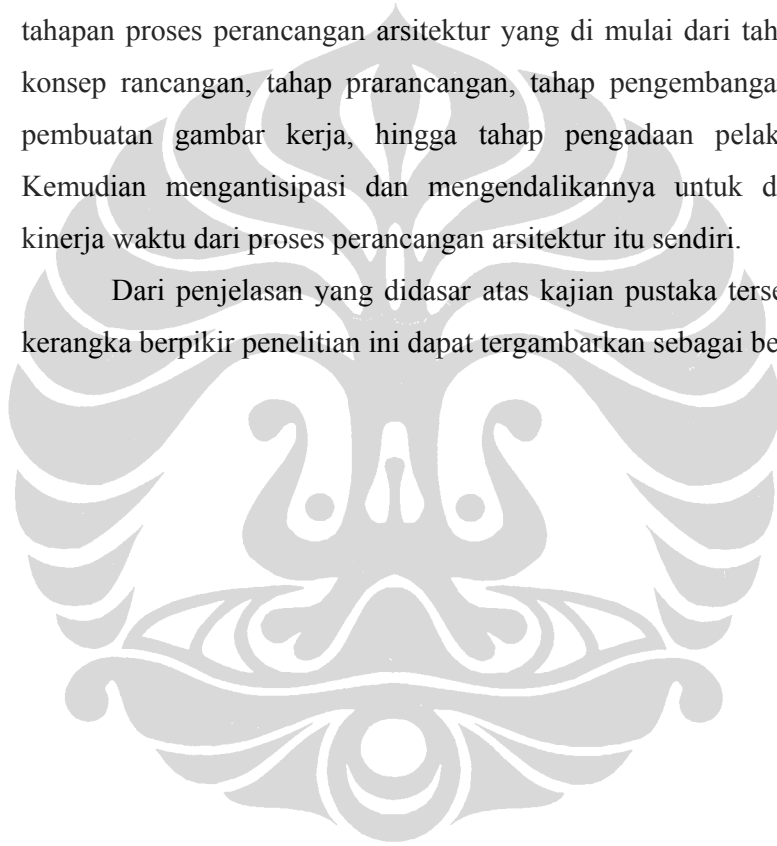 tahapan proses perancangan arsitektur yang di mulai dari tah
konsep rancangan, tahap prarancangan, tahap pengembanga
pembuatan gambar kerja, hingga tahap pengadaan pelak
Kemudian mengantisipasi dan mengendalikannya untuk d
kinerja waktu dari proses perancangan arsitektur itu sendiri.
Dari penjelasan yang didasar atas kajian pustaka terse
kerangka berpikir penelitian ini dapat tergambarkan sebagai be